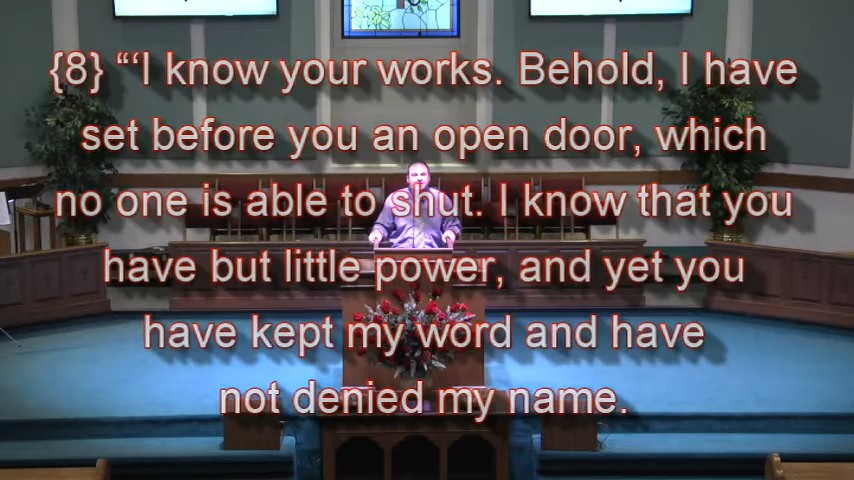 {8} “‘I know your works. Behold, I have
set before you an open door, which
no one is able to shut. I know that you
have but little power, and yet you
have kept my word and have
not denied my name.